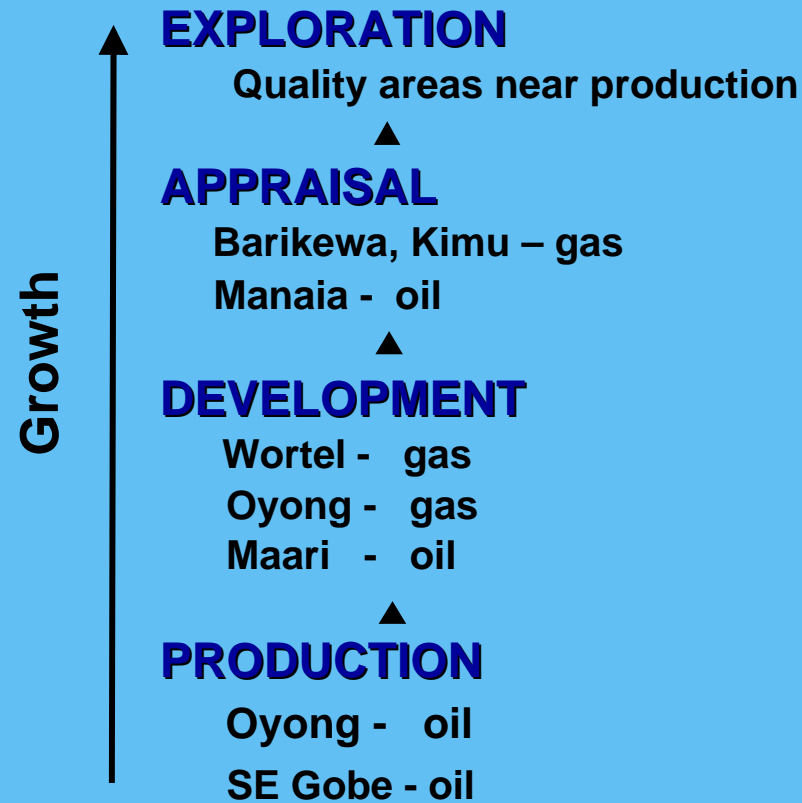 EXPLORATION
Quality areas near production
APPRAISAL
Barikewa, Kimu – gas
Manaia - oil
Growth
DEVELOPMENT
Wortel - gas
Oyong - gas
Maari - oil
PRODUCTION
Oyong - oil
SE Gobe - oil